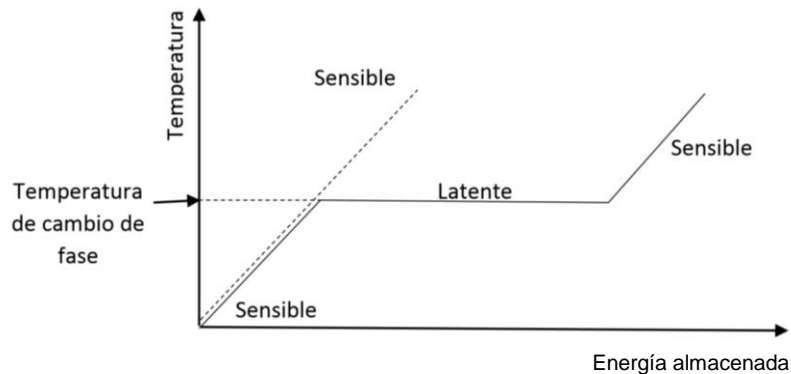 Temperatura
Sensible
Sensible
Temperatura
de cambio de
fase
Latente
Sensible
Energía almacenada